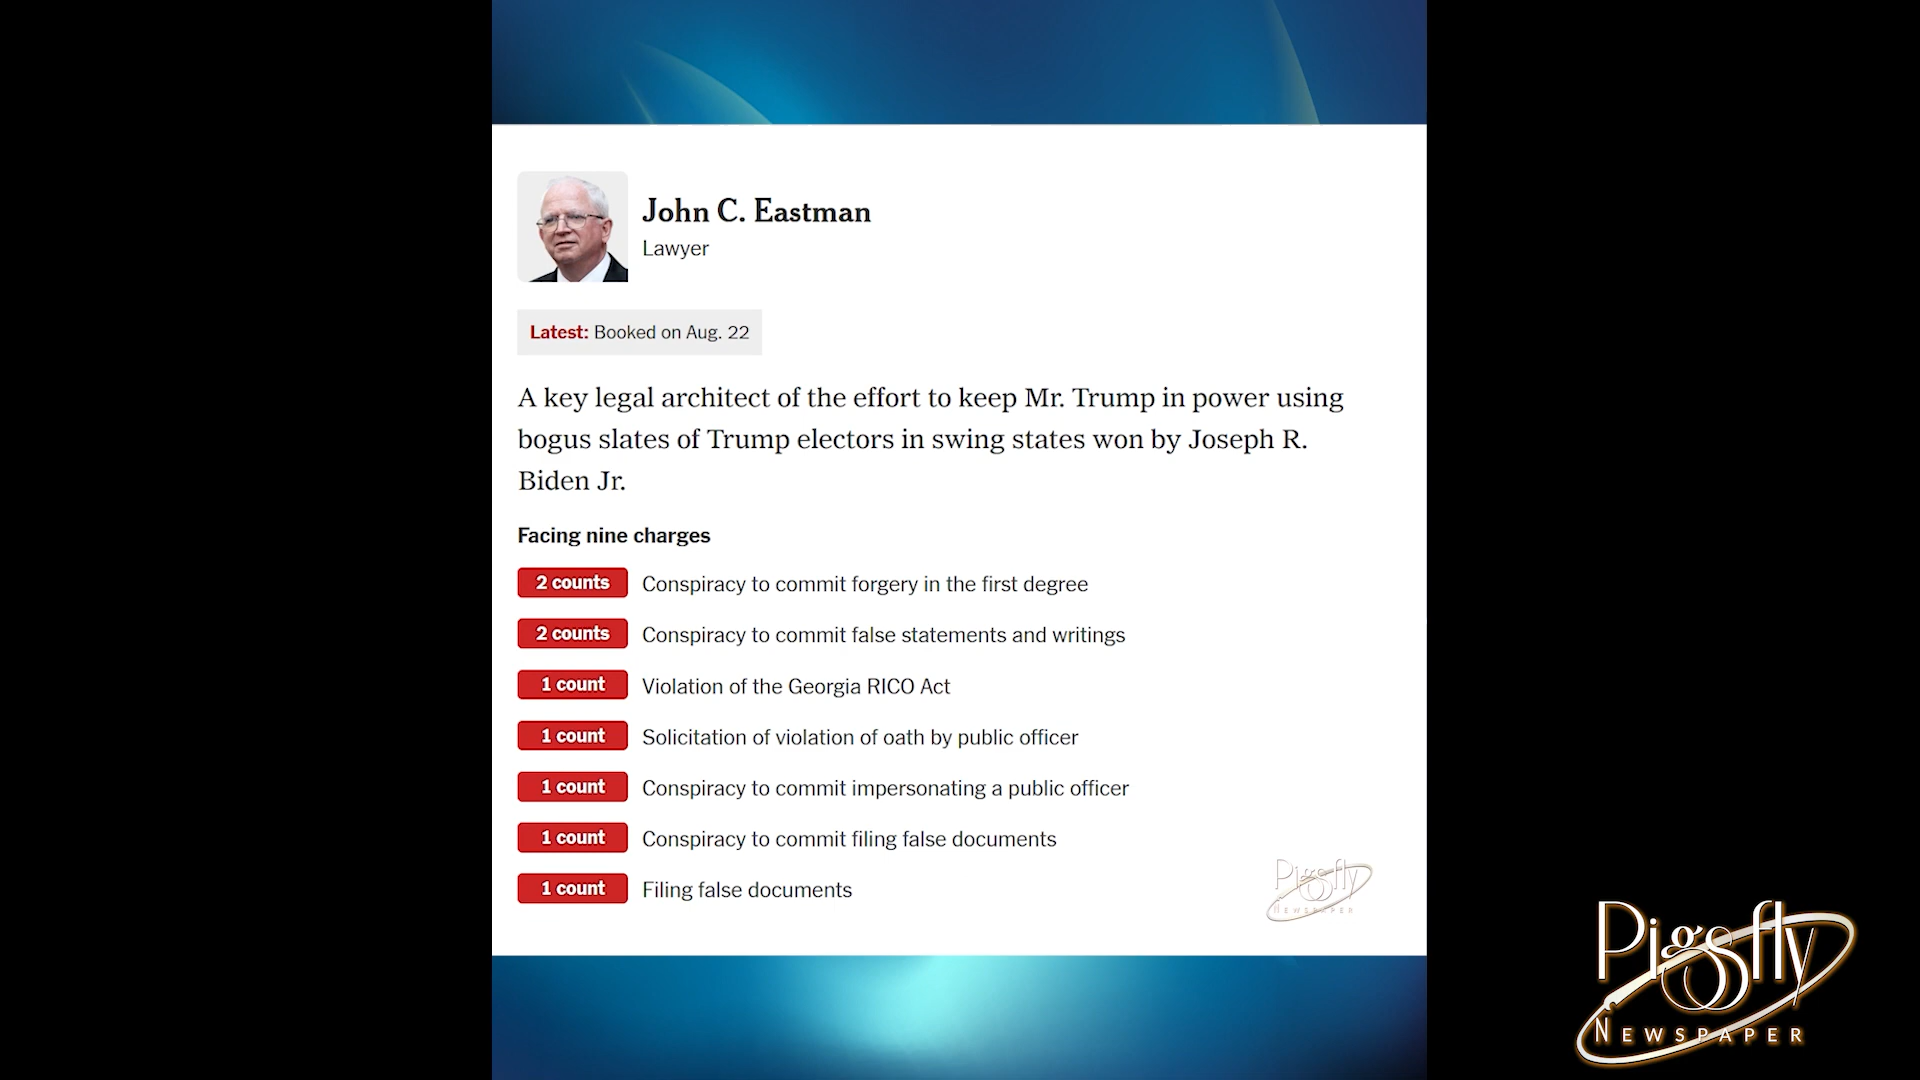 John C. Eastman
Lawyer
Latest: Booked on Aug. 22
A key legal architect of the effort to keep Mr. Trump in power using
bogus slates of Trump electors in swing states won by Joseph R.
Biden Jr.
Facing nine charges
2 counts Conspiracy to commit forgery in the first degree
2 counts Conspiracy to commit false statements and writings
1 count Violation of the Georgia RICO Act
1 count Solicitation of violation of oath by public officer
1 count Conspiracy to commit impersonating a public officer
1 count Conspiracy to commit filing false documents
1 count Filing false documents
Pigsfly
NEWSPAPER
Pigsfly
NEWSPAPER